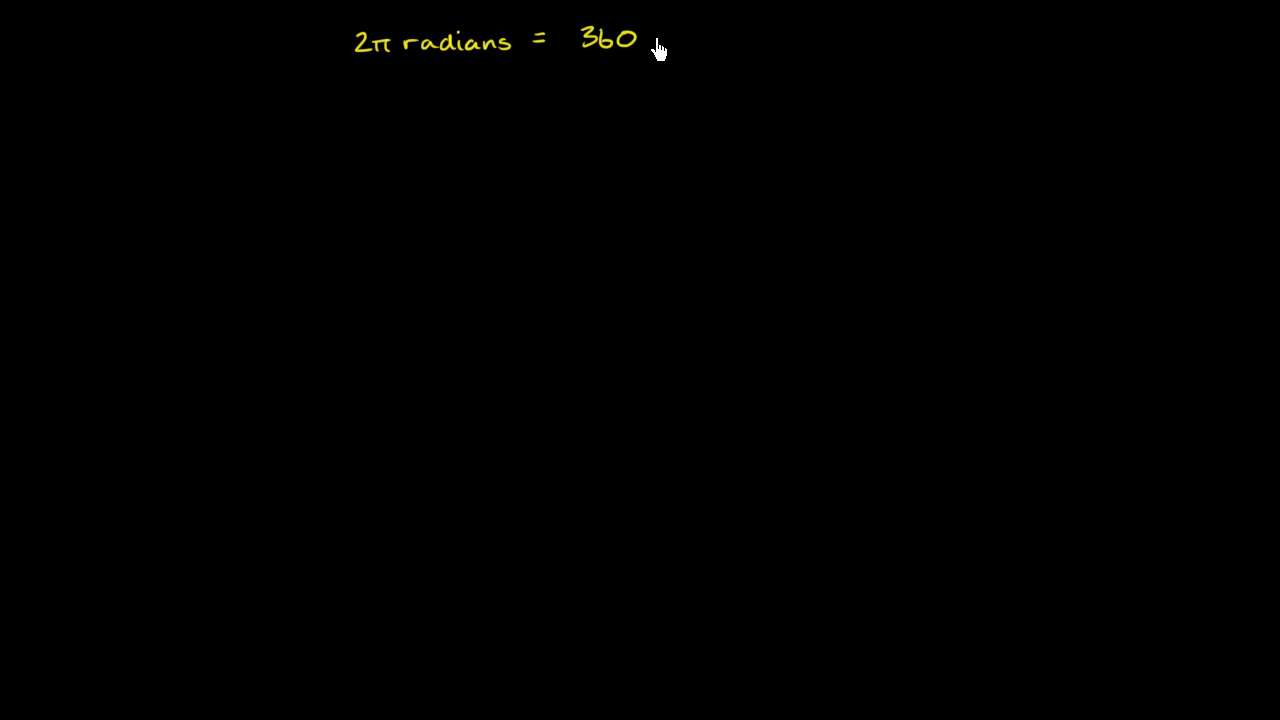 2π radians = 360